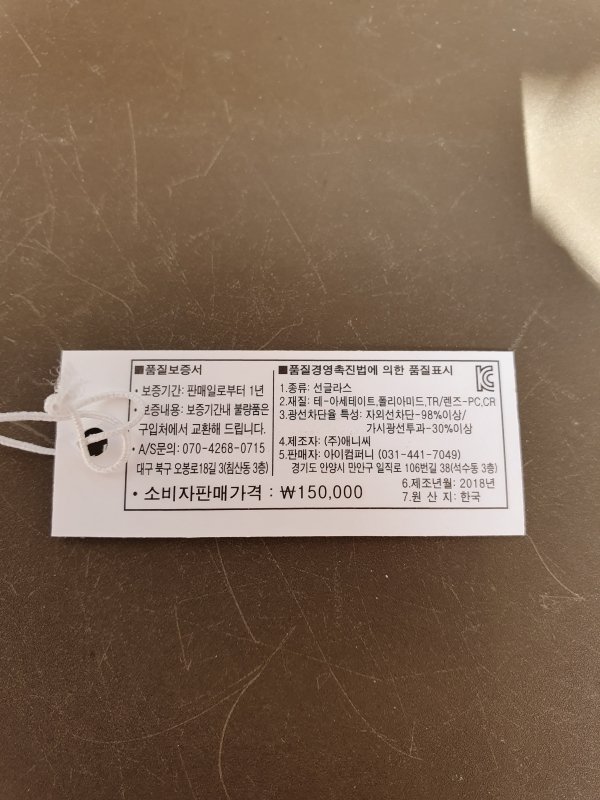 ■품질보증서
• 보증기간: 판매일로부터 1년
• 보증내용: 보증기간내 불량품은
구입처에서 교환해 드립니다.
• A/S문의: 070-4268-0715
대구 북구 오봉로18길 3(침산동 3층)
■품질경영촉진법에 의한 품질표시
1.종류: 선글라스
2.재질: 테-아세테이트,폴리아미드,TR/렌즈-PC,CR
3.광선차단율 특성: 자외선차단-98%이상/
가시광선투과-30%이상
4.제조자: (주)애니씨
5.판매자: 아이컴퍼니 (031-441-7049)
경기도 안양시 만안구 일직로 106번길 38(석수동 3층)
6.제조년월: 2018년
7.원 산 지: 한국
• 소비자판매가격 : ₩150,000